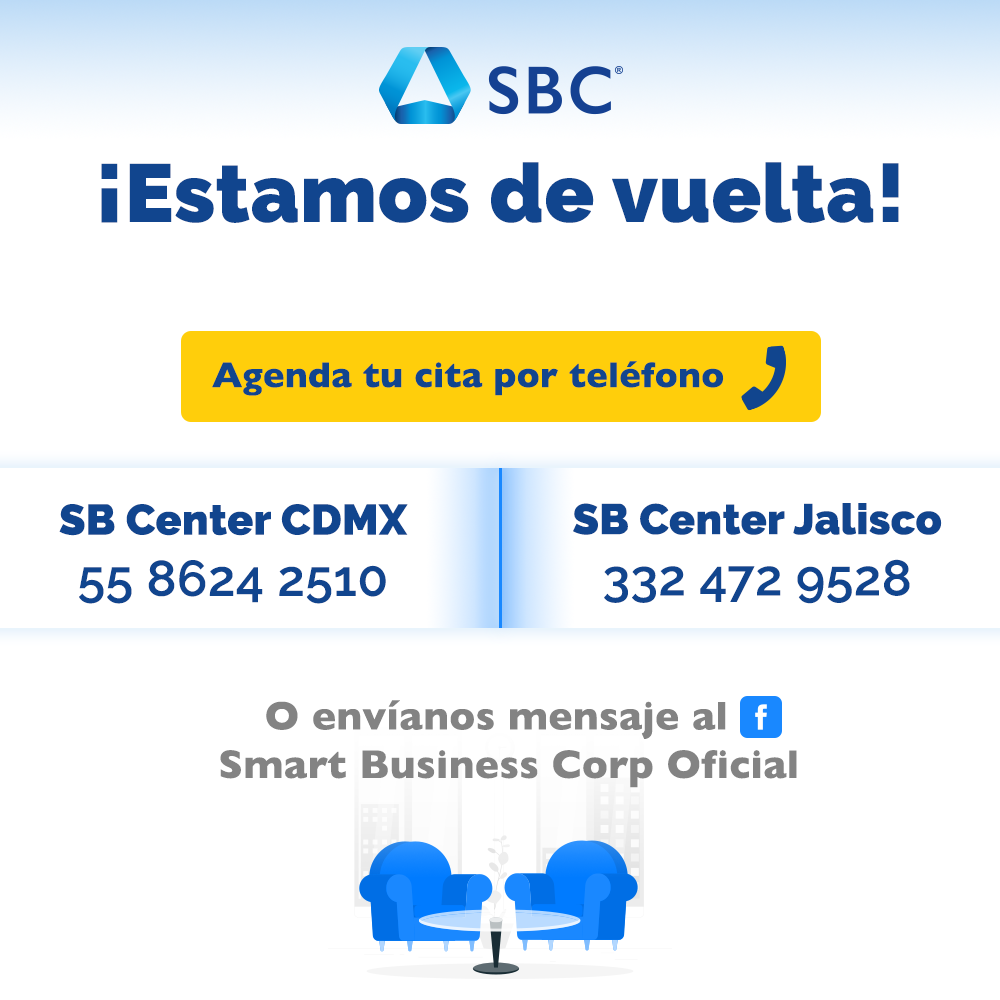 SBC®
¡Estamos de vuelta!
Agenda tu cita por teléfono
SB Center CDMX
55 8624 2510
SB Center Jalisco
332 472 9528
O envíanos mensaje al f
Smart Business Corp Oficial